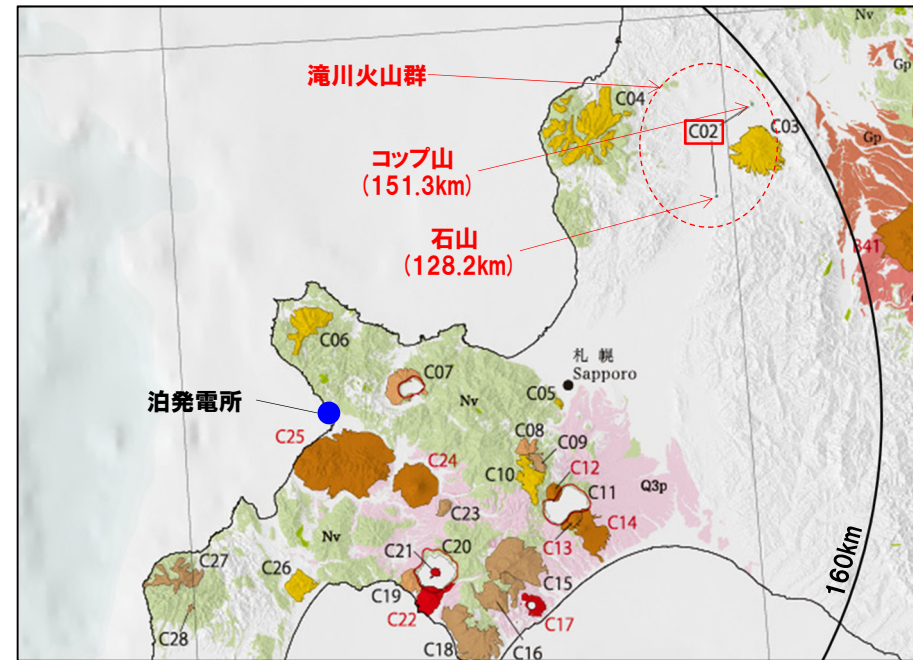 Nv
Gp
滝川火山群
C04
C02
C03
Gp
コップ山
(151.3km)
石山
(128.2km)
B41
C06
札 幌
Sapporo
C07
C05
Nv
泊発電所
C25
C08
C09
C24
C10
C12
C11
Q3p
C23
C14
C13
Nv
C20
C21
C27
C26
C15
160km
C19
C17
C22
C28
C18
C16